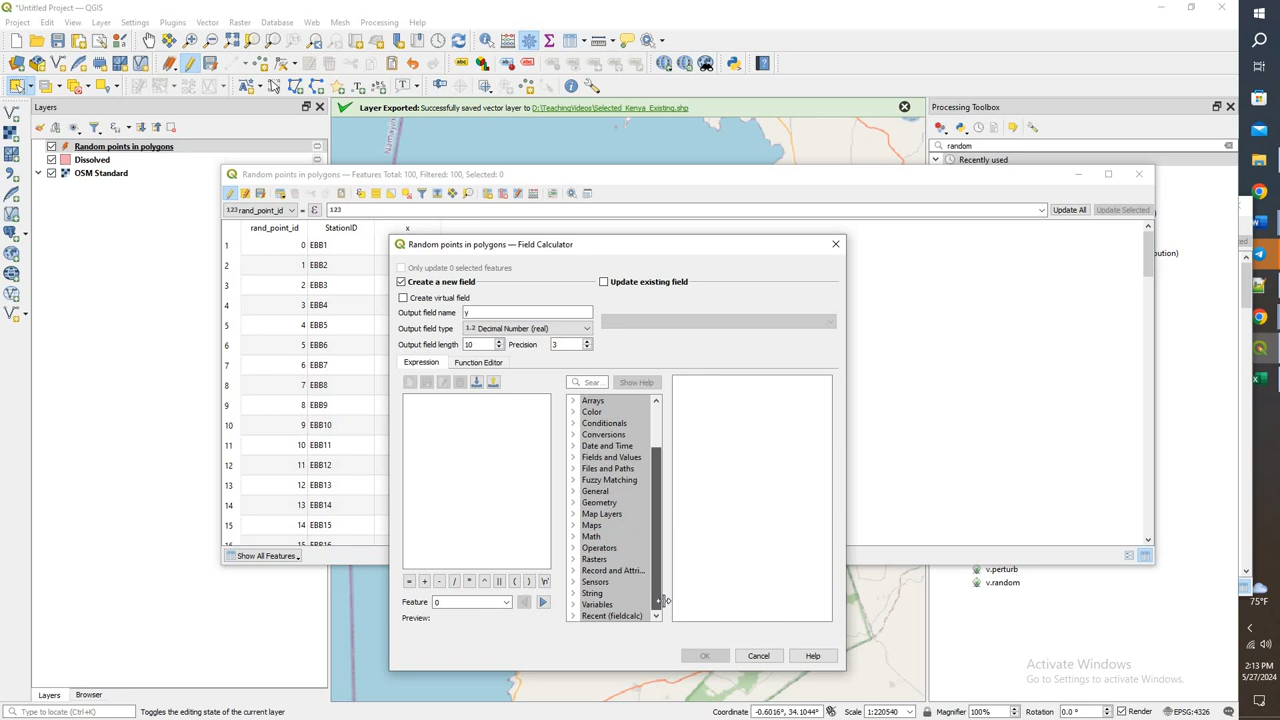 *Untitled Project — QGIS
Project Edit View Layer Settings Plugins Vector Raster Database Web Mesh Processing Help
Layers
Layer Exported: Successfully saved vector layer to D:\TeachingVideos\Selected_Kenya_Existing.shp
Processing Toolbox
Random points in polygons
random
Dissolved
Recently used
OSM Standard
Random points in polygons — Features Total: 100, Filtered: 100, Selected: 0
123 rand_point_id = ε 123 Update All Update Selected
rand_point_id StationID x
1 0 EBB1
2 1 EBB2
3 2 EBB3
4 3 EBB4
5 4 EBB5
6 5 EBB6
7 6 EBB7
8 7 EBB8
9 8 EBB9
10 9 EBB10
11 10 EBB11
12 11 EBB12
13 12 EBB13
14 13 EBB14
15 14 EBB15
15 EBB16
Show All Features
Random points in polygons — Field Calculator
Only update 0 selected features
Create a new field
Update existing field
Create virtual field
Output field name y
Output field type 1.2 Decimal Number (real)
Output field length 10 Precision 3
Expression Function Editor
Sear... Show Help
Arrays
Color
Conditionals
Conversions
Date and Time
Fields and Values
Files and Paths
Fuzzy Matching
General
Geometry
Map Layers
Maps
Math
Operators
Rasters
Record and Attri...
Sensors
String
Variables
Recent (fieldcalc)
= + - / * ^ || ( ) '\n'
Feature 0
Preview:
OK Cancel Help
v.perturb
v.random
75°F
2:13 PM
5/27/2024
Activate Windows
Go to Settings to activate Windows.
Layers Browser
Type to locate (Ctrl+K) Toggles the editing state of the current layer Coordinate -0.6016°, 34.1044° Scale 1:220540 Magnifier 100% Rotation 0.0 ° Render EPSG:4326